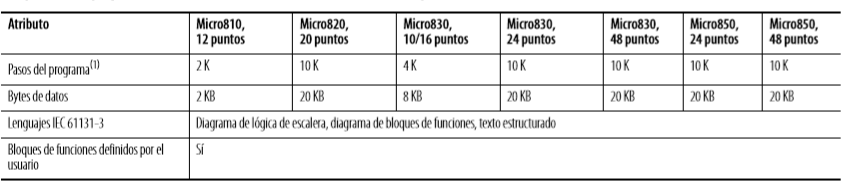 Atributo Micro810, 12 puntos Micro820, 20 puntos Micro830, 10/16 puntos Micro830, 24 puntos Micro830, 48 puntos Micro850, 24 puntos Micro850, 48 puntos
Pasos del programa(1) 2 K 10 K 4 K 10 K 10 K 10 K 10 K
Bytes de datos 2 KB 20 KB 8 KB 20 KB 20 KB 20 KB 20 KB
Lenguajes IEC 61131-3 Diagrama de lógica de escalera, diagrama de bloques de funciones, texto estructurado
Bloques de funciones definidos por el usuario Sí